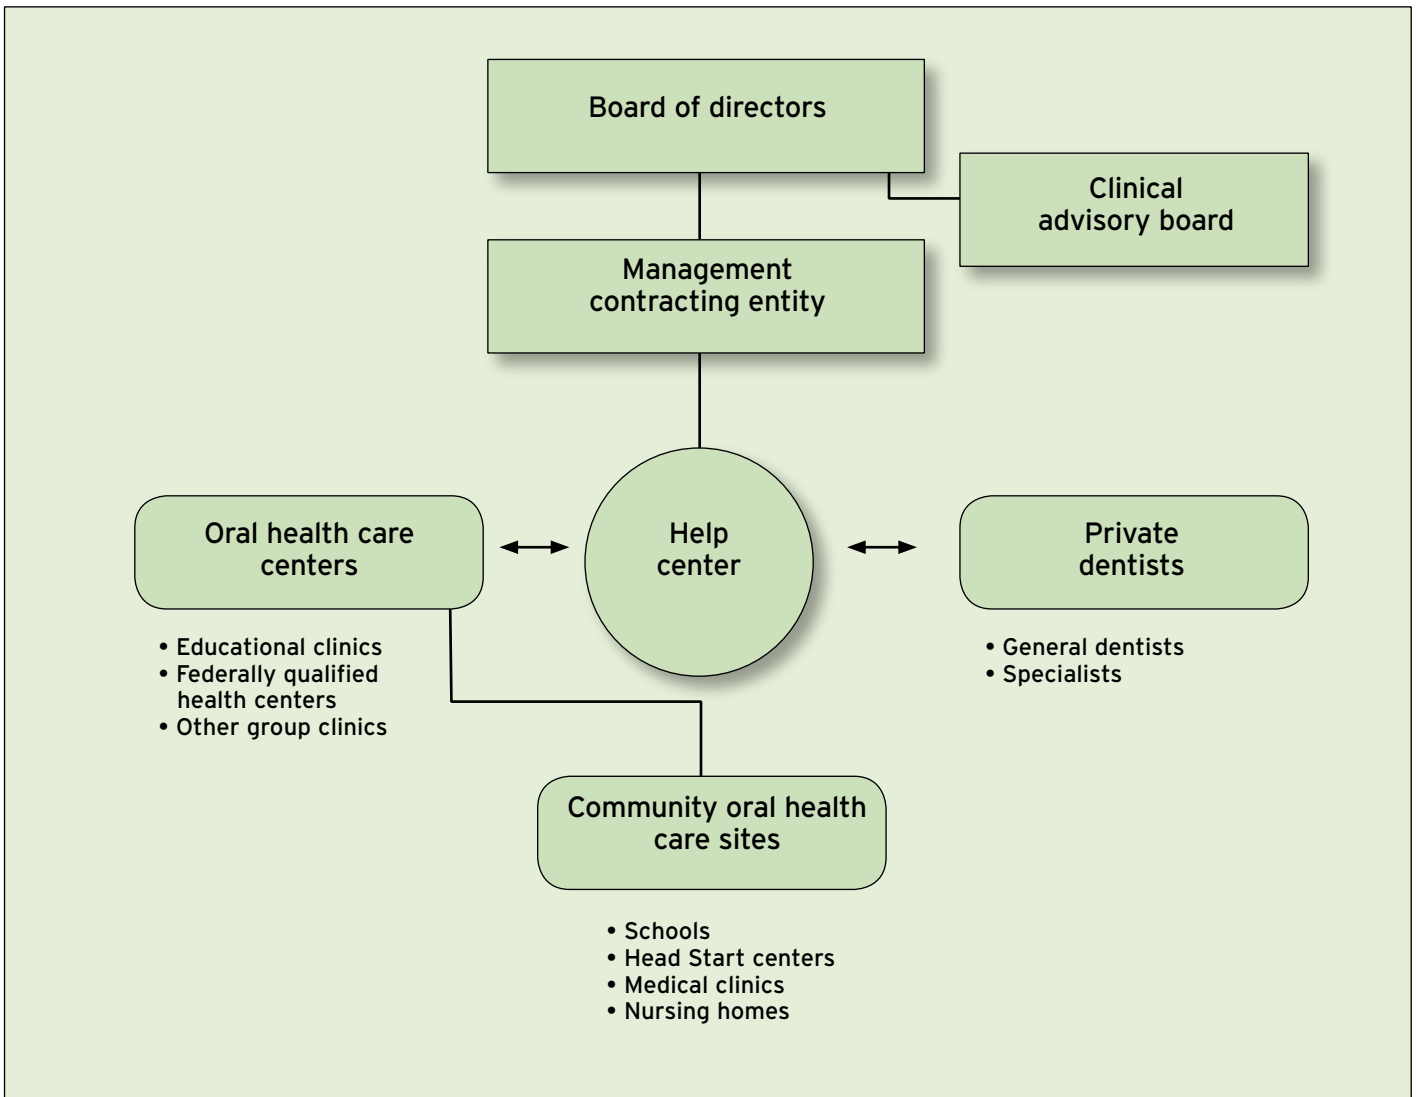 Board of directors
Clinical
advisory board
Management
contracting entity
Oral health care
centers
Help
center
Private
dentists
• Educational clinics
• Federally qualified
health centers
• Other group clinics
• General dentists
• Specialists
Community oral health
care sites
• Schools
• Head Start centers
• Medical clinics
• Nursing homes